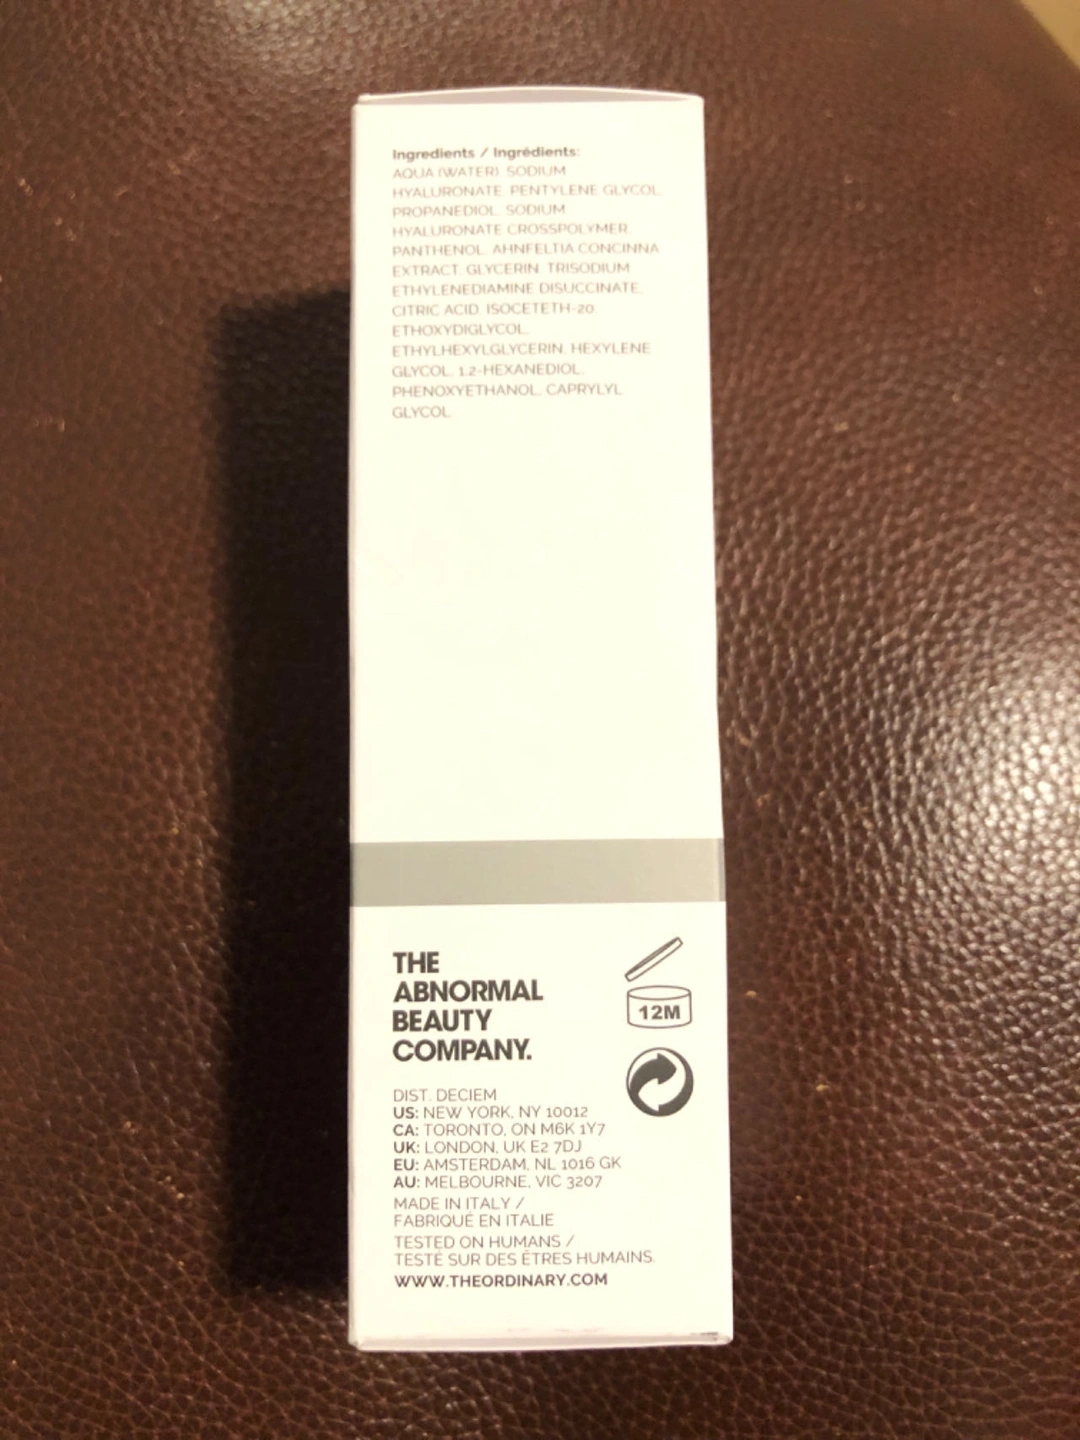 Ingredients / Ingrédients:
AQUA (WATER), SODIUM
HYALURONATE, PENTYLENE GLYCOL,
PROPANEDIOL, SODIUM
HYALURONATE CROSSPOLYMER,
PANTHENOL, AHNFELTIA CONCINNA
EXTRACT, GLYCERIN, TRISODIUM
ETHYLENEDIAMINE DISUCCINATE,
CITRIC ACID, ISOCETETH-20,
ETHOXYDIGLYCOL,
ETHYLHEXYLGLYCERIN, HEXYLENE
GLYCOL, 1,2-HEXANEDIOL,
PHENOXYETHANOL, CAPRYLYL
GLYCOL.
THE
ABNORMAL
BEAUTY
COMPANY.
12M
DIST. DECIEM
US: NEW YORK, NY 10012
CA: TORONTO, ON M6K 1Y7
UK: LONDON, UK E2 7DJ
EU: AMSTERDAM, NL 1016 GK
AU: MELBOURNE, VIC 3207
MADE IN ITALY /
FABRIQUÉ EN ITALIE
TESTED ON HUMANS /
TESTÉ SUR DES ÊTRES HUMAINS.
WWW.THEORDINARY.COM